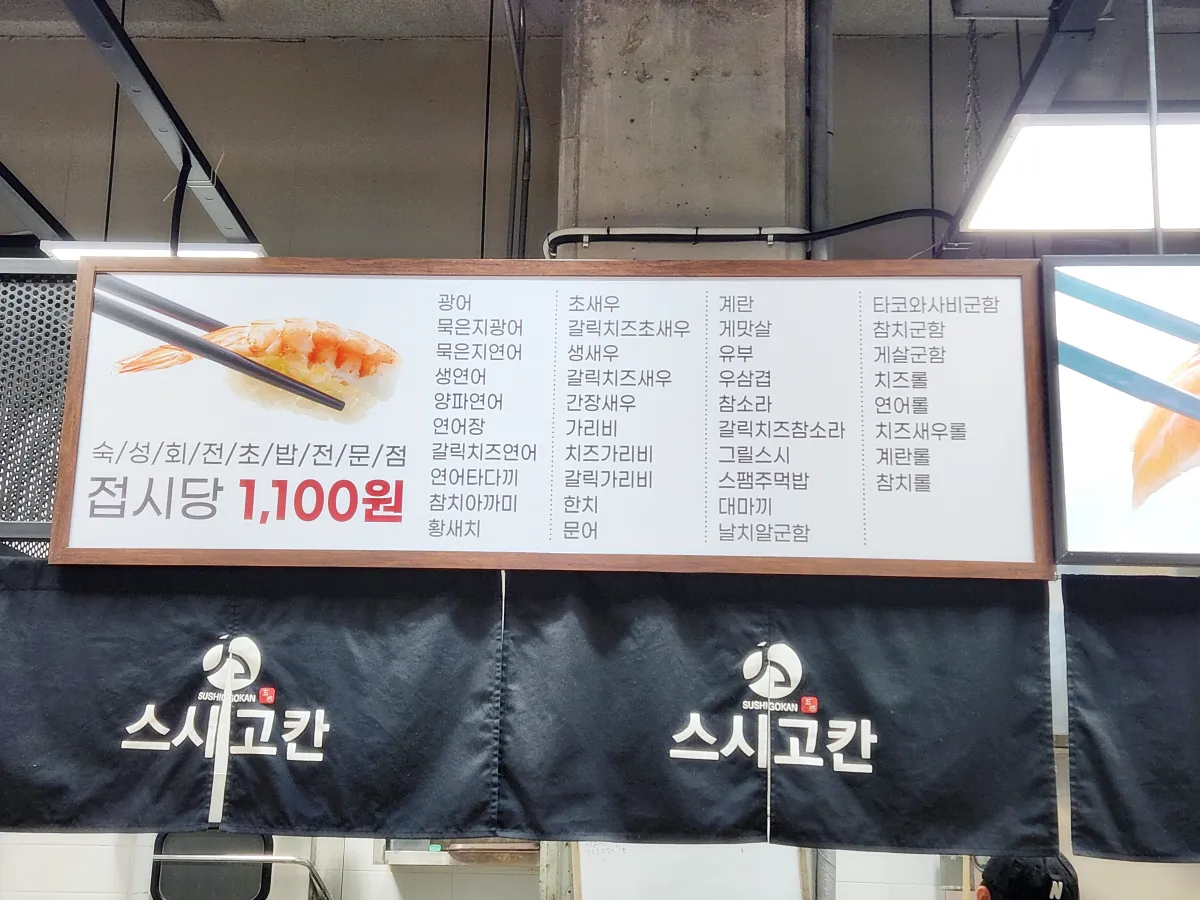 숙/성/회/전/초/밥/전/문/점
접시당 1,100원
광어
묵은지광어
묵은지연어
생연어
양파연어
연어장
갈릭치즈연어
연어타다끼
참치아까미
황새치
초새우
갈릭치즈초새우
생새우
갈릭치즈새우
간장새우
가리비
치즈가리비
갈릭가리비
한치
문어
계란
게맛살
유부
우삼겹
참소라
갈릭치즈참소라
그릴스시
스팸주먹밥
대마끼
날치알군함
타코와사비군함
참치군함
게살군함
치즈롤
연어롤
치즈새우롤
계란롤
참치롤
SUSHIGOKAN
스시고칸
SUSHIGOKAN
스시고칸
N